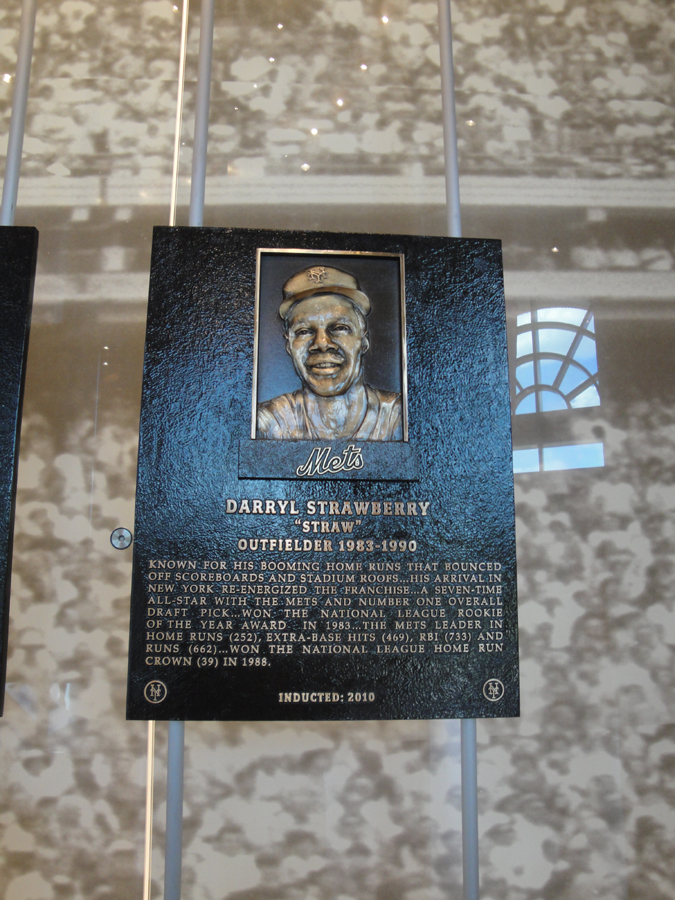 Mets
DARRYL STRAWBERRY
"STRAW"
OUTFIELDER 1983-1990
KNOWN FOR HIS BOOMING HOME RUNS THAT BOUNCED
OFF SCOREBOARDS AND STADIUM ROOFS...HIS ARRIVAL IN
NEW YORK RE-ENERGIZED THE FRANCHISE...A SEVEN-TIME
ALL-STAR WITH THE METS AND NUMBER ONE OVERALL
DRAFT PICK...WON THE NATIONAL LEAGUE ROOKIE
OF THE YEAR AWARD IN 1983...THE METS LEADER IN
HOME RUNS (252), EXTRA-BASE HITS (469), RBI (733) AND
RUNS (662)...WON THE NATIONAL LEAGUE HOME RUN
CROWN (39) IN 1988.
NY INDUCTED: 2010 NY